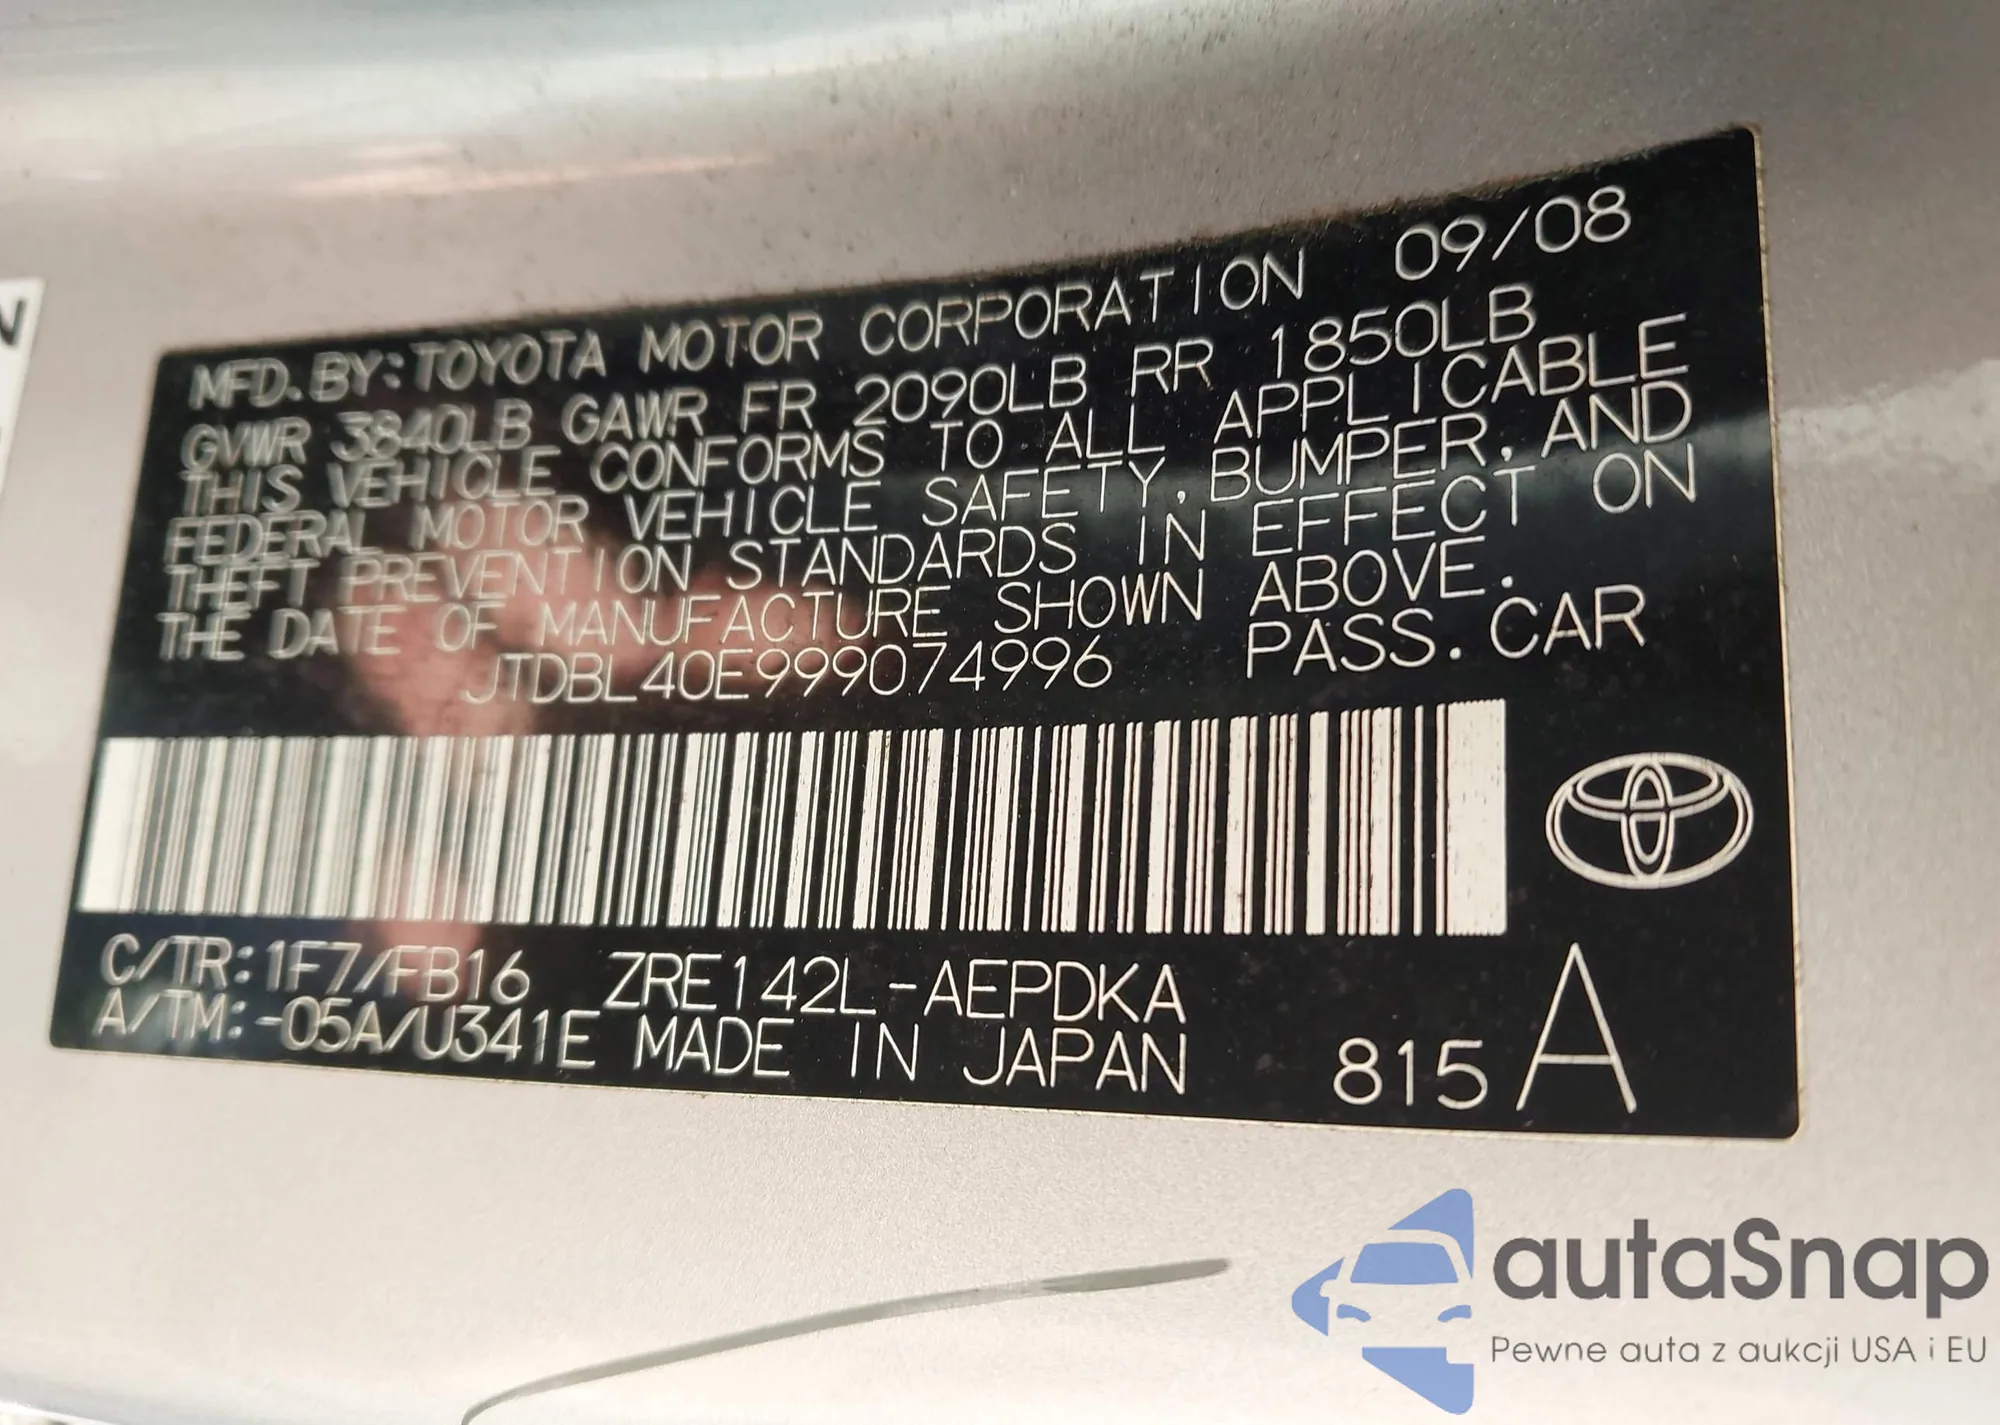 MFD. BY: TOYOTA MOTOR CORPORATION 09/08
GVWR 3840LB GAWR FR 2090LB RR 1850LB
THIS VEHICLE CONFORMS TO ALL APPLICABLE
FEDERAL MOTOR VEHICLE SAFETY, BUMPER, AND
THEFT PREVENTION STANDARDS IN EFFECT ON
THE DATE OF MANUFACTURE SHOWN ABOVE.
JTDBL40E999074996 PASS. CAR
C/TR: 1F7/FB16 ZRE142L-AEPDKA
A/TM: -05A/U341E MADE IN JAPAN 815 A
autaSnap
Pewne auta z aukcji USA i EU